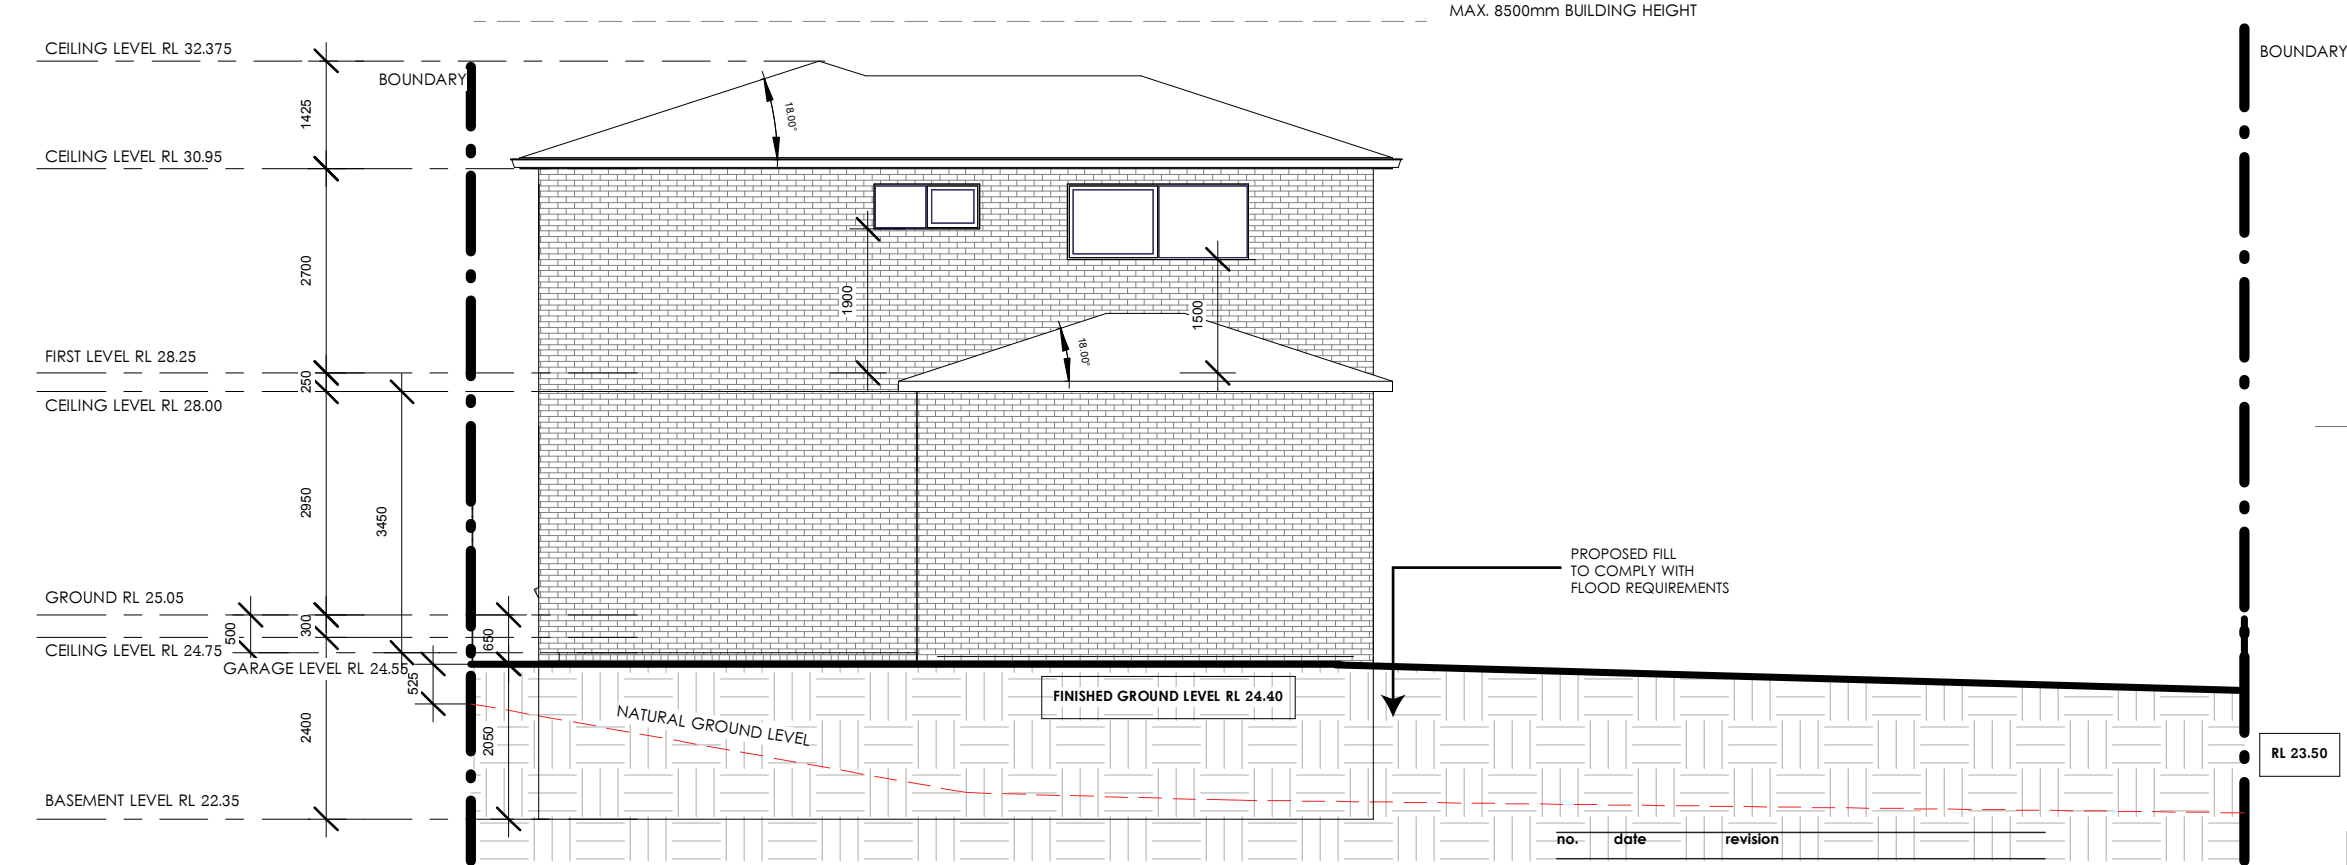 MAX. 8500mm BUILDING HEIGHT
CEILING LEVEL RL 32.375
BOUNDARY
BOUNDARY
1425
18.00°
CEILING LEVEL RL 30.95
2700
1900
1500
18.00°
FIRST LEVEL RL 28.25
250
CEILING LEVEL RL 28.00
2950
3450
PROPOSED FILL
TO COMPLY WITH
FLOOD REQUIREMENTS
GROUND RL 25.05
500
300
650
CEILING LEVEL RL 24.75
GARAGE LEVEL RL 24.55
525
FINISHED GROUND LEVEL RL 24.40
NATURAL GROUND LEVEL
2400
2050
RL 23.50
BASEMENT LEVEL RL 22.35
no. date revision